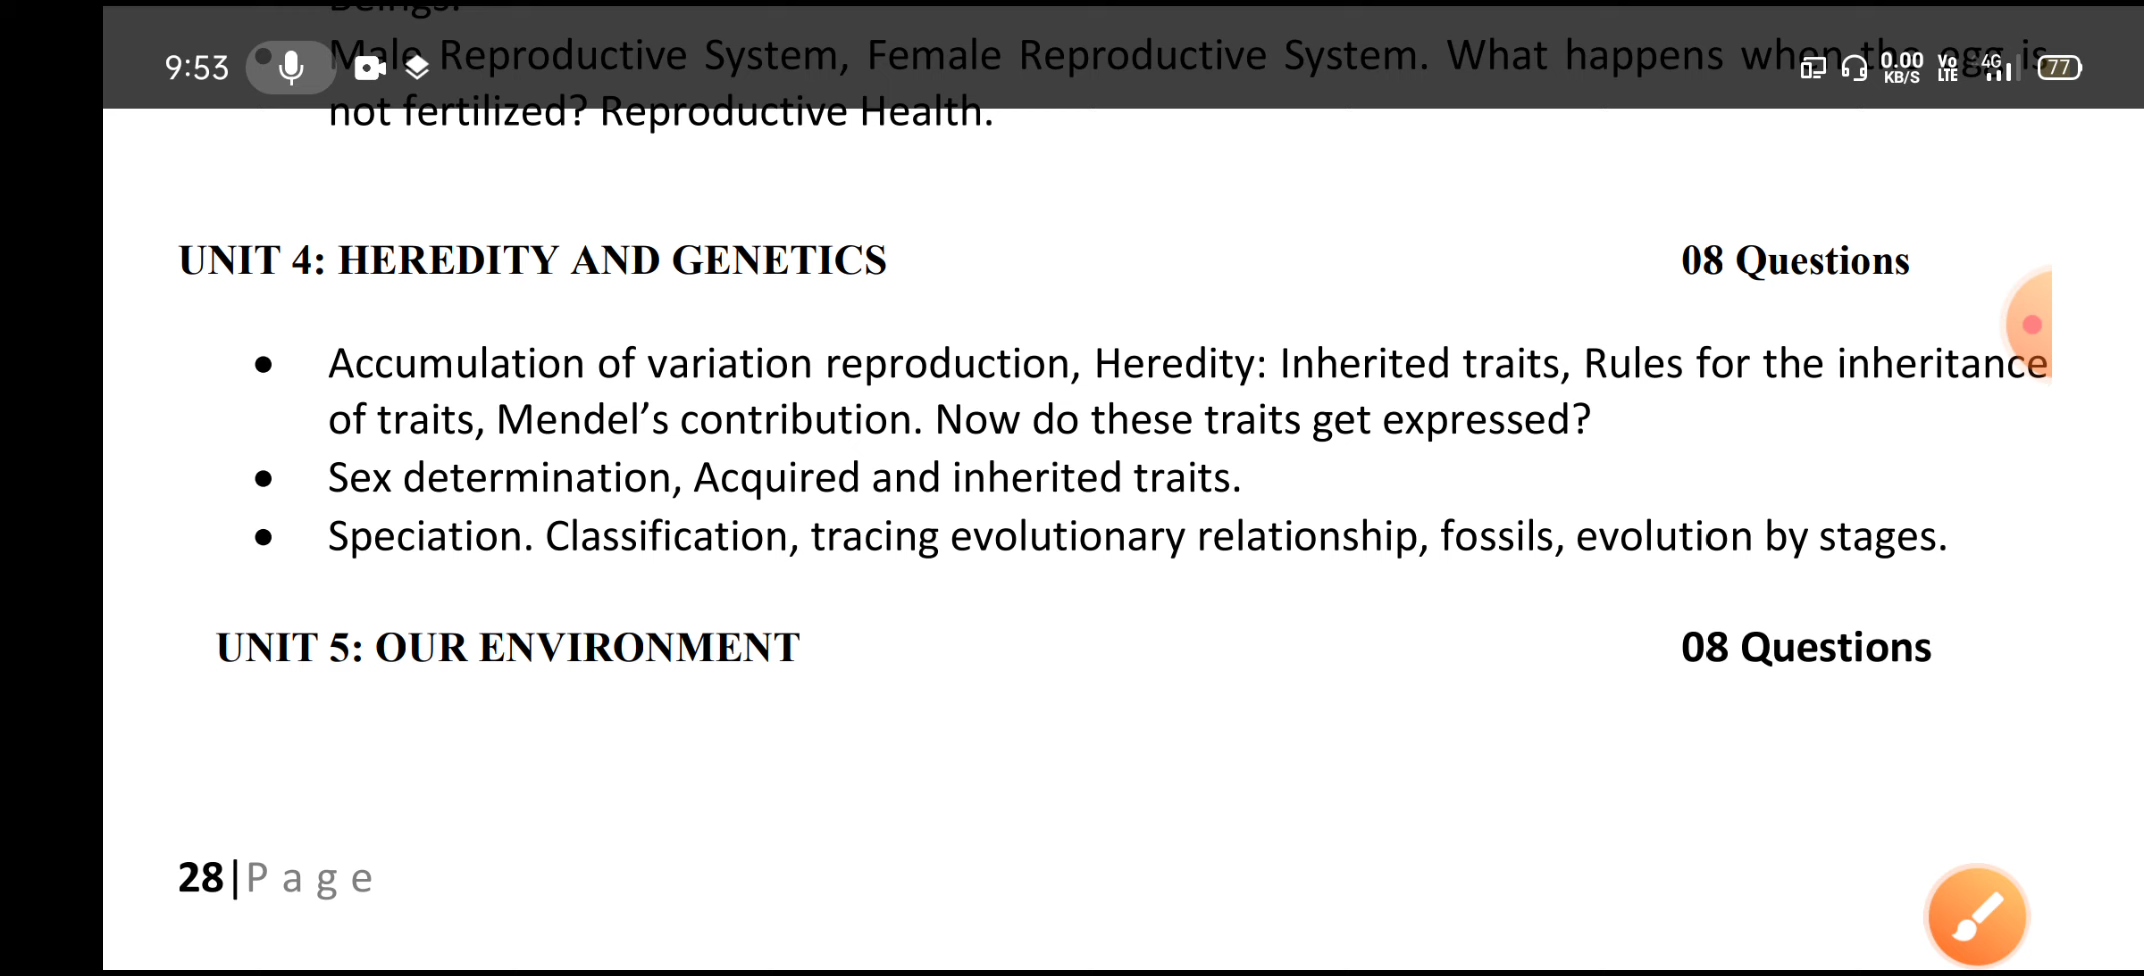 9:53
0.00 KB/S Vo LTE 4G 77
Male Reproductive System, Female Reproductive System. What happens when the egg is
not fertilized? Reproductive Health.
UNIT 4: HEREDITY AND GENETICS 08 Questions
• Accumulation of variation reproduction, Heredity: Inherited traits, Rules for the inheritance
of traits, Mendel’s contribution. Now do these traits get expressed?
• Sex determination, Acquired and inherited traits.
• Speciation. Classification, tracing evolutionary relationship, fossils, evolution by stages.
UNIT 5: OUR ENVIRONMENT 08 Questions
28|P a g e